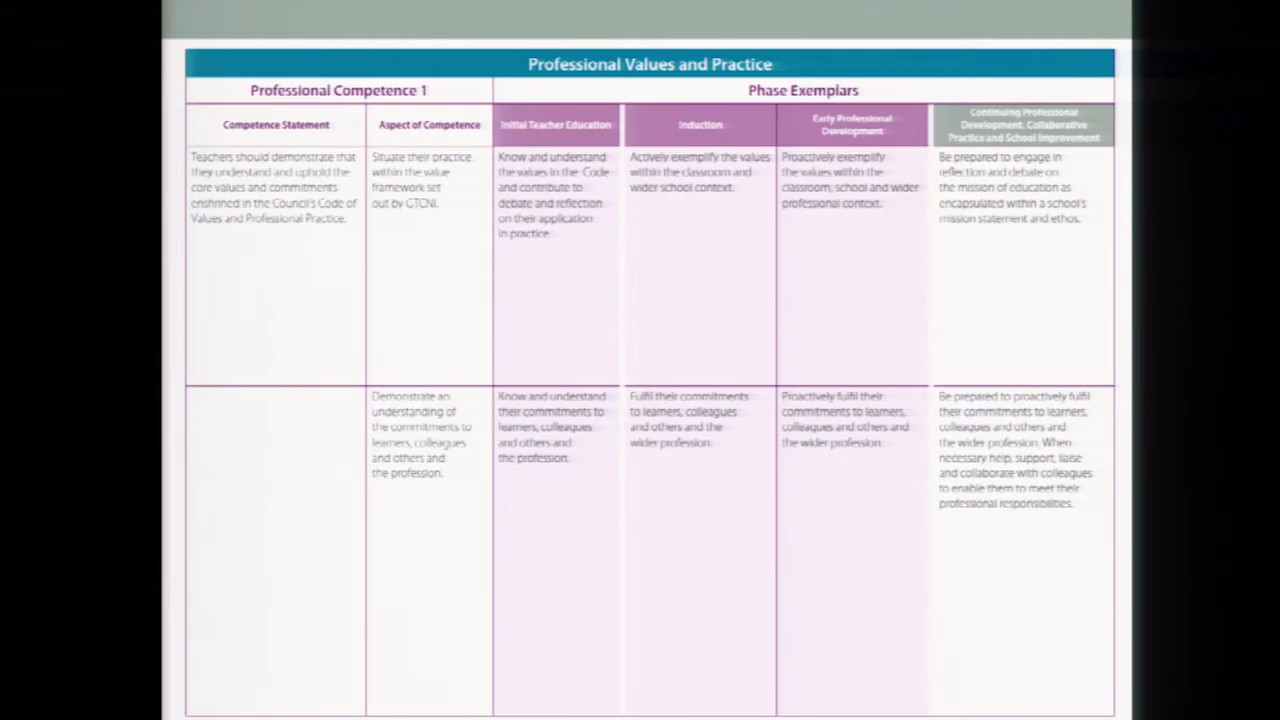 Professional Values and Practice
Professional Competence 1
Phase Exemplars
Competence Statement
Aspect of Competence
Initial Teacher Education
Induction
Early Professional
Development
Continuing Professional
Development, Collaborative
Practice and School Improvement
Teachers should demonstrate that
they understand and uphold the
core values and commitments
enshrined in the Council's Code of
Values and Professional Practice.
Situate their practice
within the value
framework set
out by GTCNI.
Know and understand
the values in the Code
and contribute to
debate and reflection
on their application
in practice.
Actively exemplify the values
within the classroom and
wider school context.
Proactively exemplify
the values within the
classroom, school and wider
professional context.
Be prepared to engage in
reflection and debate on
the mission of education as
encapsulated within a school's
mission statement and ethos.
Demonstrate an
understanding of
the commitments to
learners, colleagues
and others and
the profession.
Know and understand
their commitments to
learners, colleagues
and others and
the profession.
Fulfil their commitments
to learners, colleagues
and others and the
wider profession.
Proactively fulfil their
commitments to learners,
colleagues and others and
the wider profession.
Be prepared to proactively fulfil
their commitments to learners,
colleagues and others and
the wider profession. When
necessary help, support, liaise
and collaborate with colleagues
to enable them to meet their
professional responsibilities.